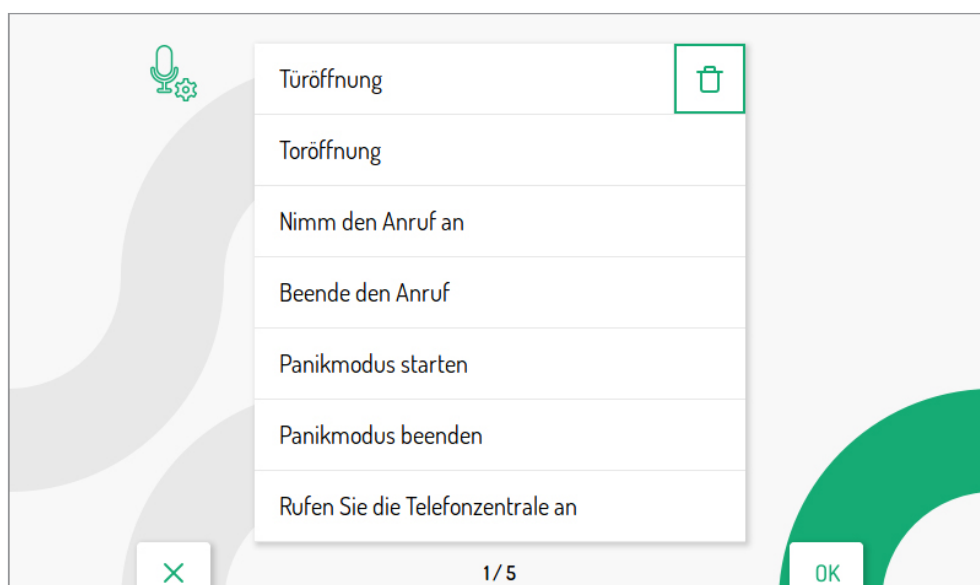 Türöffnung
Toröffnung
Nimm den Anruf an
Beende den Anruf
Panikmodus starten
Panikmodus beenden
Rufen Sie die Telefonzentrale an
1 / 5
OK